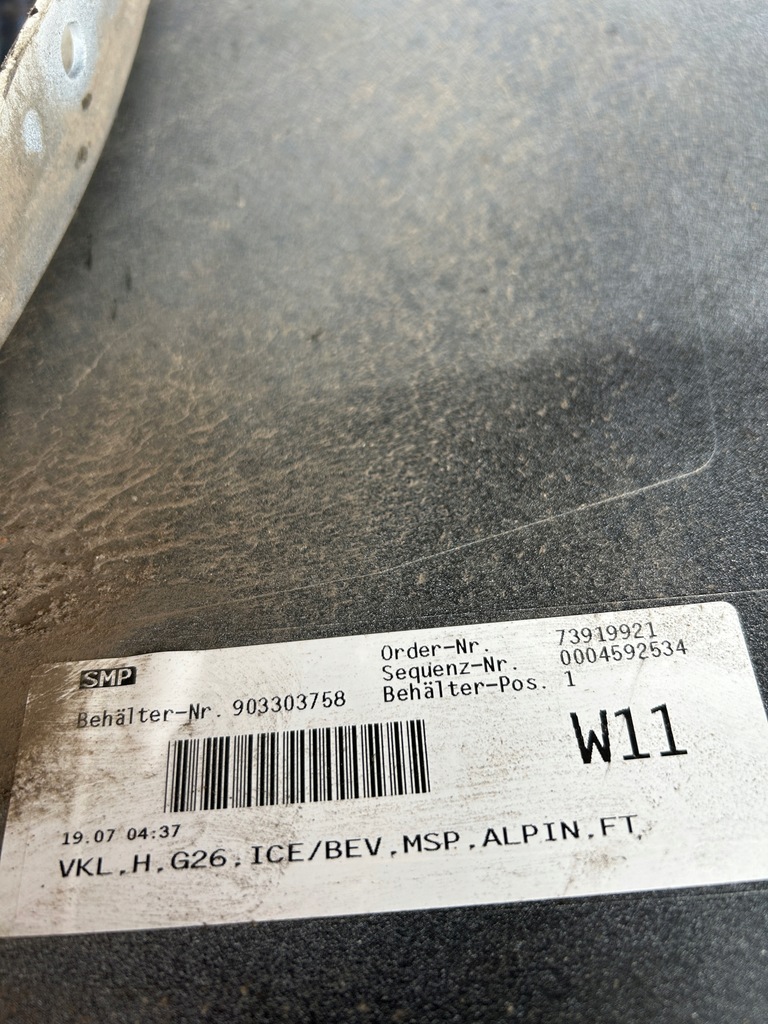 SMP
Order-Nr. 73919921
Sequenz-Nr. 0004592534
Behälter-Nr. 903303758 Behälter-Pos. 1
W11
19.07 04:37
VKL,H,G26,ICE/BEV,MSP,ALPIN,FT,